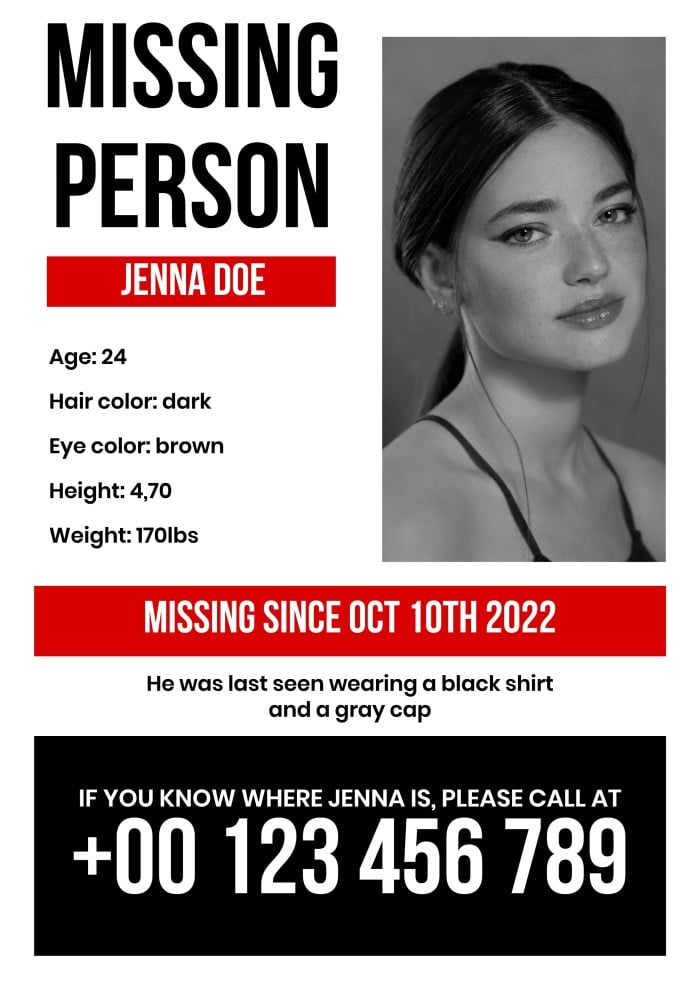 MISSING
PERSON
JENNA DOE
Age: 24
Hair color: dark
Eye color: brown
Height: 4,70
Weight: 170lbs
MISSING SINCE OCT 10TH 2022
He was last seen wearing a black shirt
and a gray cap
IF YOU KNOW WHERE JENNA IS, PLEASE CALL AT
+00 123 456 789